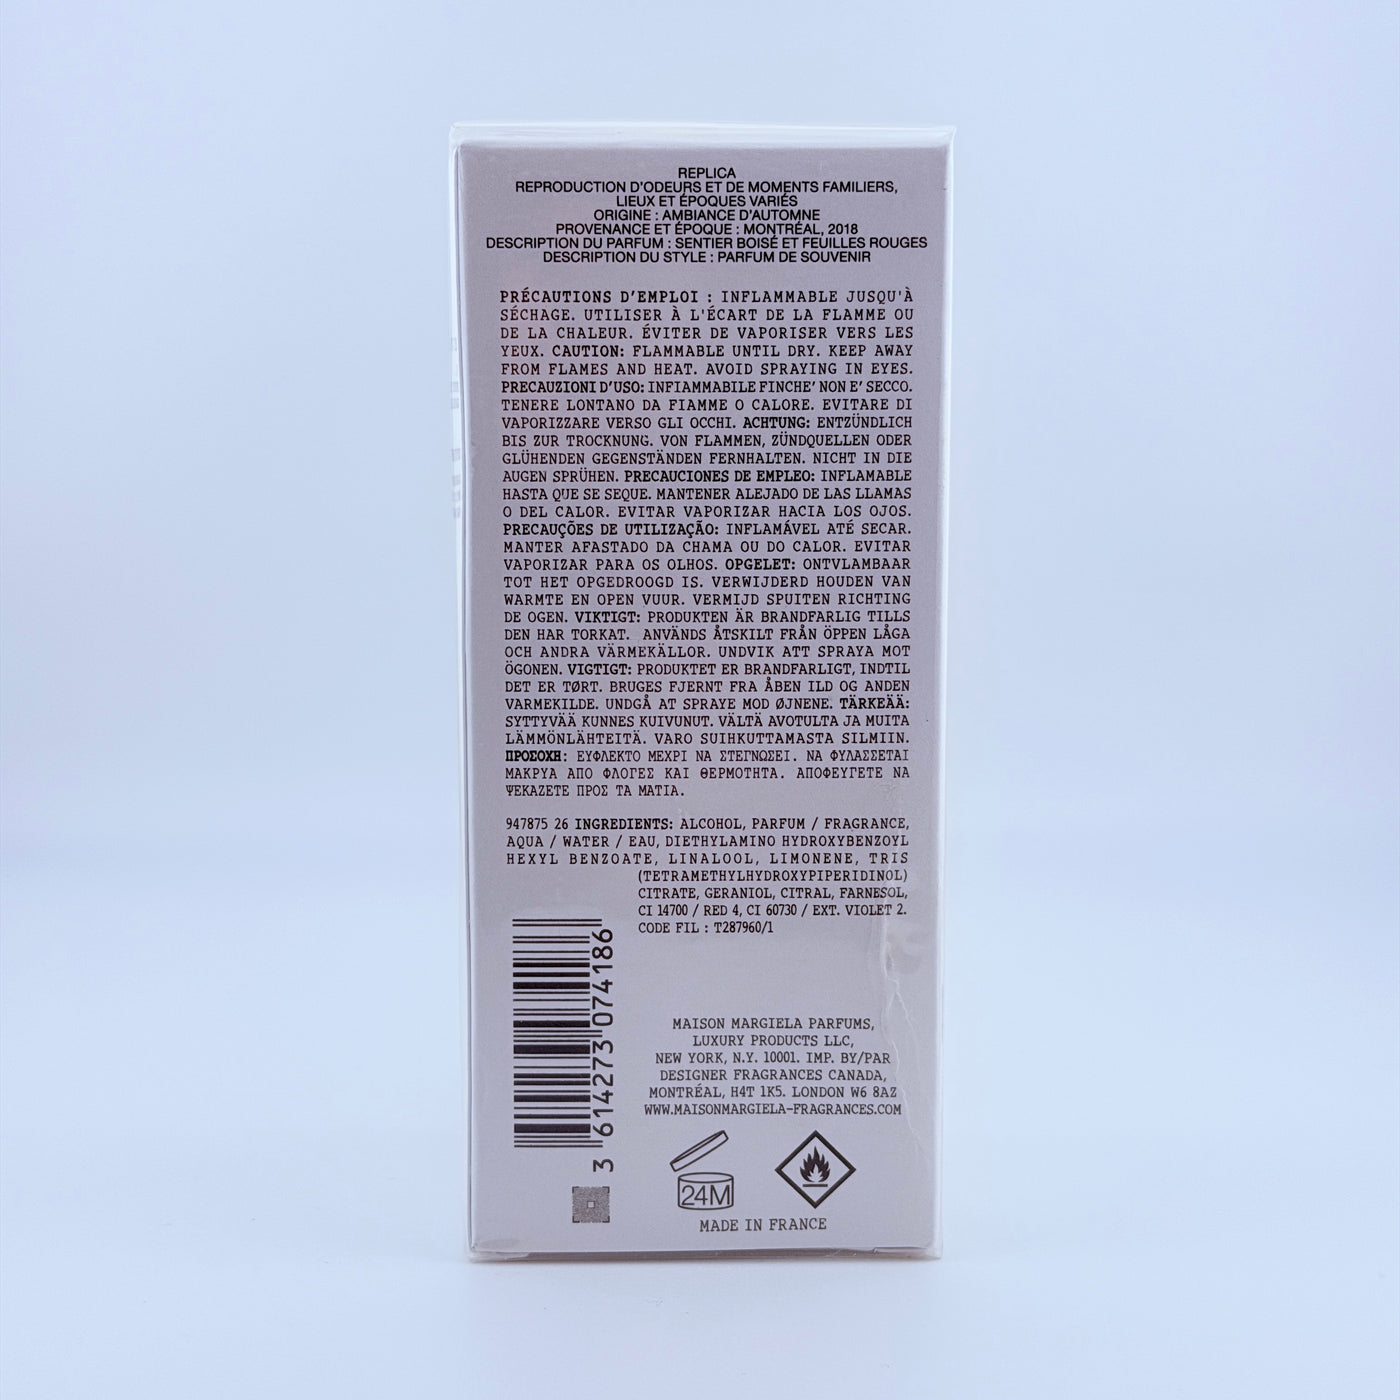 REPLICA
REPRODUCTION D'ODEURS ET DE MOMENTS FAMILIERS,
LIEUX ET ÉPOQUES VARIÉS
ORIGINE : AMBIANCE D'AUTOMNE
PROVENANCE ET ÉPOQUE : MONTRÉAL, 2018
DESCRIPTION DU PARFUM : SENTIER BOISÉ ET FEUILLES ROUGES
DESCRIPTION DU STYLE : PARFUM DE SOUVENIR
PRÉCAUTIONS D'EMPLOI : INFLAMMABLE JUSQU'À
SÉCHAGE. UTILISER À L'ÉCART DE LA FLAMME OU
DE LA CHALEUR. ÉVITER DE VAPORISER VERS LES
YEUX. CAUTION: FLAMMABLE UNTIL DRY. KEEP AWAY
FROM FLAMES AND HEAT. AVOID SPRAYING IN EYES.
PRECAUZIONI D'USO: INFIAMMABILE FINCHE' NON E' SECCO.
TENERE LONTANO DA FIAMME O CALORE. EVITARE DI
VAPORIZZARE VERSO GLI OCCHI. ACHTUNG: ENTZÜNDLICH
BIS ZUR TROCKNUNG. VON FLAMMEN, ZÜNDQUELLEN ODER
GLÜHENDEN GEGENSTÄNDEN FERNHALTEN. NICHT IN DIE
AUGEN SPRÜHEN. PRECAUCIONES DE EMPLEO: INFLAMABLE
HASTA QUE SE SEQUE. MANTENER ALEJADO DE LAS LLAMAS
O DEL CALOR. EVITAR VAPORIZAR HACIA LOS OJOS.
PRECAUÇÕES DE UTILIZAÇÃO: INFLAMÁVEL ATÉ SECAR.
MANTER AFASTADO DA CHAMA OU DO CALOR. EVITAR
VAPORIZAR PARA OS OLHOS. OPGELET: ONTVLAMBAAR
TOT HET OPGEDROOGD IS. VERWIJDERD HOUDEN VAN
WARMTE EN OPEN VUUR. VERMIJD SPUITEN RICHTING
DE OGEN. VIKTIGT: PRODUKTEN ÄR BRANDFARLIG TILLS
DEN HAR TORKAT. ANVÄNDS ÅTSKILT FRÅN ÖPPEN LÅGA
OCH ANDRA VÄRMEKÄLLOR. UNDVIK ATT SPRAYA MOT
ÖGONEN. VIGTIGT: PRODUKTET ER BRANDFARLIGT, INDTIL
DET ER TØRT. BRUGES FJERNT FRA ÅBEN ILD OG ANDEN
VARMEKILDE. UNDGÅ AT SPRAYE MOD ØJNENE. TÄRKEÄÄ:
SYTTYVÄÄ KUNNES KUIVUNUT. VÄLTÄ AVOTULTA JA MUITA
LÄMMÖNLÄHTEITÄ. VARO SUIHKUTTAMASTA SILMIIN.
ΠΡΟΣΟΧΗ: ΕΥΦΛΕΚΤΟ ΜΕΧΡΙ ΝΑ ΣΤΕΓΝΩΣΕΙ. ΝΑ ΦΥΛΑΣΣΕΤΑΙ
ΜΑΚΡΥΑ ΑΠΟ ΦΛΟΓΕΣ ΚΑΙ ΘΕΡΜΟΤΗΤΑ. ΑΠΟΦΕΥΓΕΤΕ ΝΑ
ΨΕΚΑΖΕΤΕ ΠΡΟΣ ΤΑ ΜΑΤΙΑ.
947875 26 INGREDIENTS: ALCOHOL, PARFUM / FRAGRANCE,
AQUA / WATER / EAU, DIETHYLAMINO HYDROXYBENZOYL
HEXYL BENZOATE, LINALOOL, LIMONENE, TRIS
(TETRAMETHYLHYDROXYPIPERIDINOL)
CITRATE, GERANIOL, CITRAL, FARNESOL,
CI 14700 / RED 4, CI 60730 / EXT. VIOLET 2.
CODE FIL : T287960/1
3 614273 074186
MAISON MARGIELA PARFUMS,
LUXURY PRODUCTS LLC,
NEW YORK, N.Y. 10001. IMP. BY/PAR
DESIGNER FRAGRANCES CANADA,
MONTRÉAL, H4T 1K5. LONDON W6 8AZ
WWW.MAISONMARGIELA-FRAGRANCES.COM
24M
MADE IN FRANCE